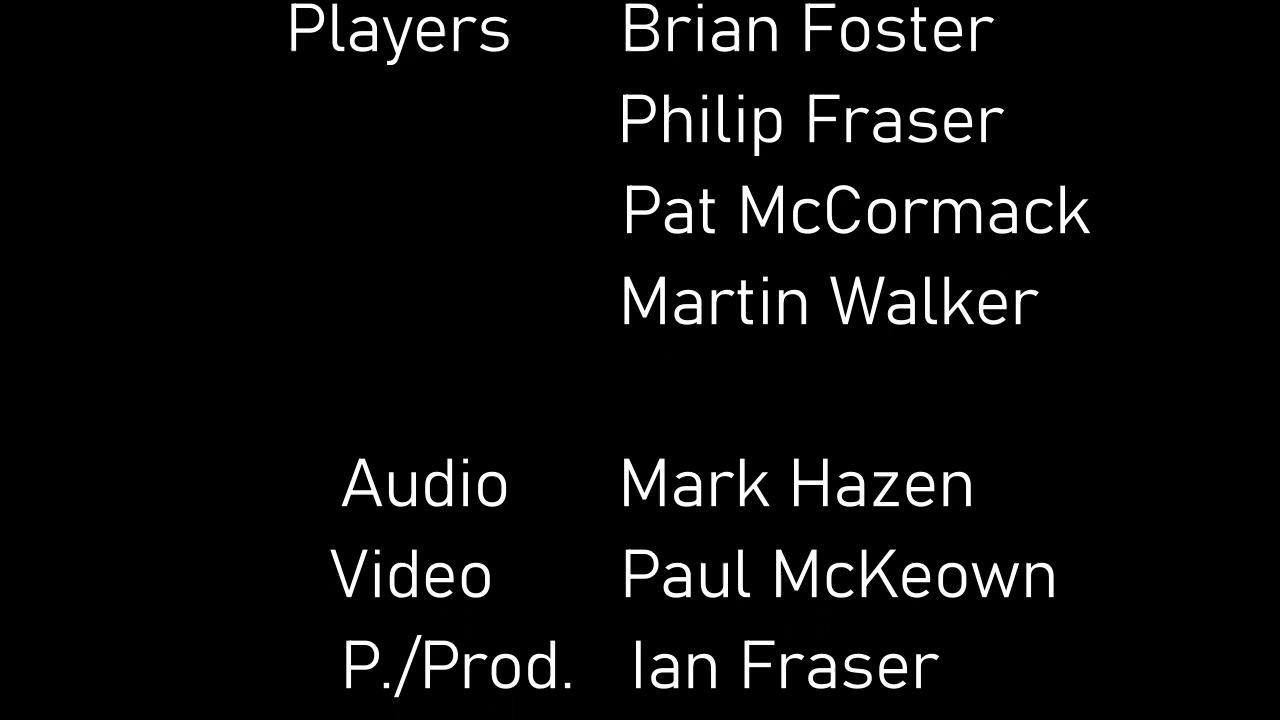 Players Brian Foster
Philip Fraser
Pat McCormack
Martin Walker
Audio Mark Hazen
Video Paul McKeown
P./Prod. Ian Fraser